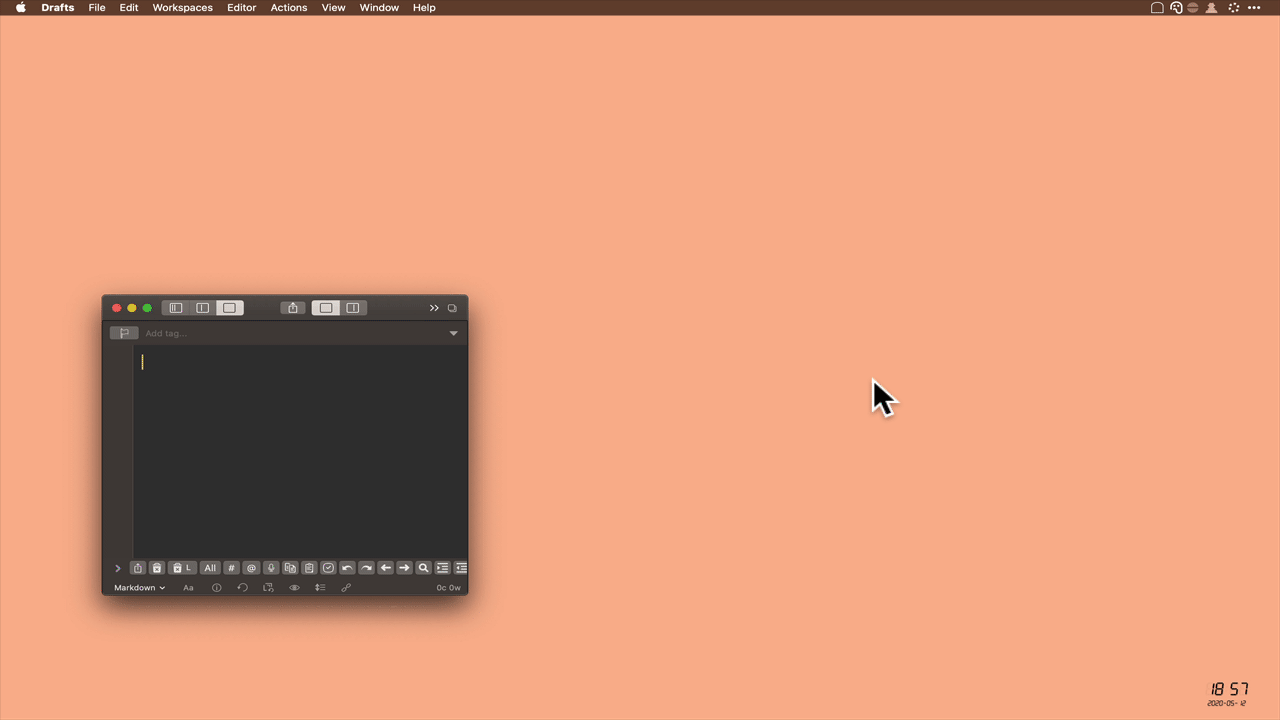 Drafts File Edit Workspaces Editor Actions View Window Help
Add tag...
L All # @
Markdown Aa 0c 0w
18 57
2020-05-12